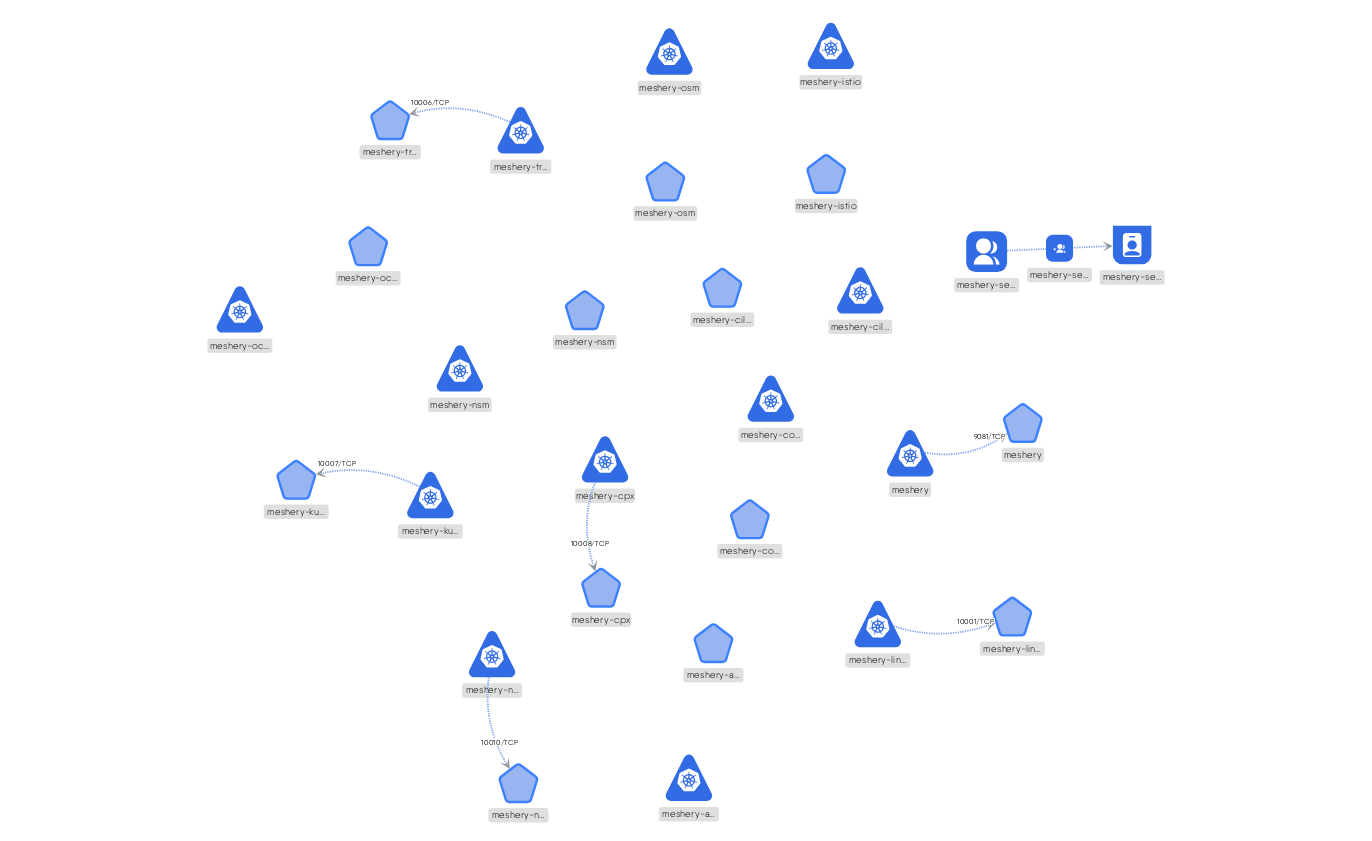 meshery-osm
meshery-istio
10006/TCP
meshery-tr...
meshery-tr...
meshery-osm
meshery-istio
meshery-oc...
meshery-se...
meshery-se...
meshery-se...
meshery-oc...
meshery-nsm
meshery-cil...
meshery-cil...
meshery-nsm
meshery-co...
9081/TCP
meshery
meshery
10007/TCP
meshery-ku...
meshery-ku...
meshery-cpx
10008/TCP
meshery-co...
meshery-cpx
10001/TCP
meshery-lin...
meshery-lin...
meshery-a...
meshery-n...
10010/TCP
meshery-n...
meshery-a...